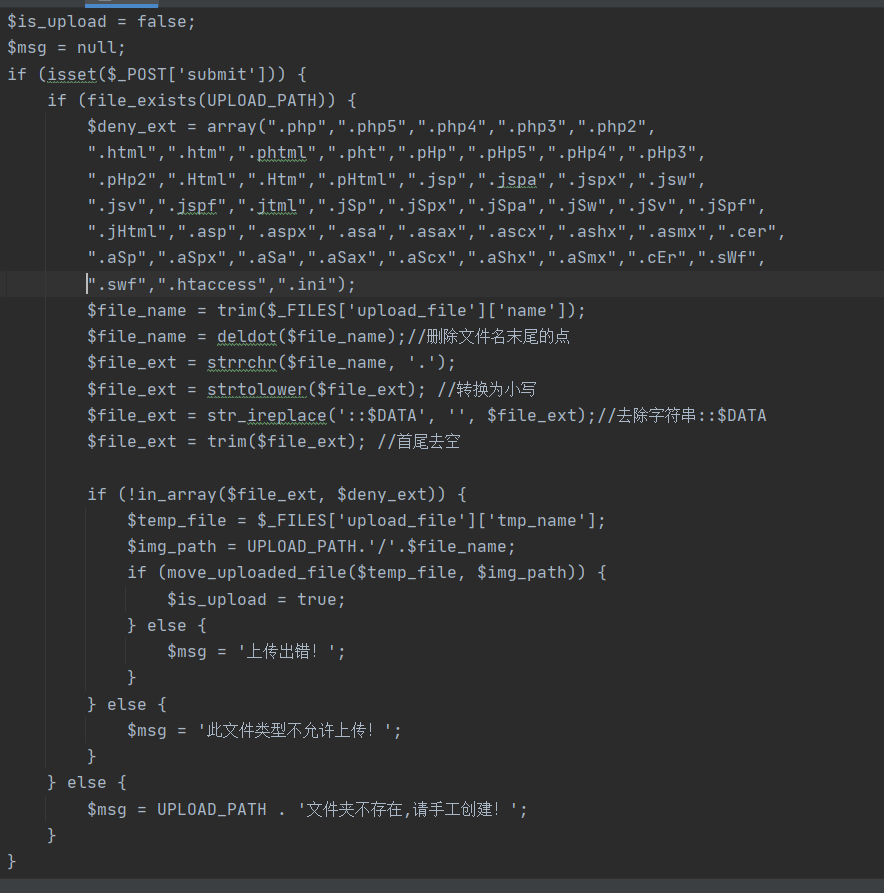 $is_upload = false;
$msg = null;
if (isset($_POST['submit'])) {
    if (file_exists(UPLOAD_PATH)) {
        $deny_ext = array(".php",".php5",".php4",".php3",".php2",
        ".html",".htm",".phtml",".pht",".pHp",".pHp5",".pHp4",".pHp3",
        ".pHp2",".Html",".Htm",".pHtml",".jsp",".jspa",".jspx",".jsw",
        ".jsv",".jspf",".jtml",".jSp",".jSpx",".jSpa",".jSw",".jSv",".jSpf",
        ".jHtml",".asp",".aspx",".asa",".asax",".ascx",".ashx",".asmx",".cer",
        ".aSp",".aSpx",".aSa",".aSax",".aScx",".aShx",".aSmx",".cEr",".sWf",
        ".swf",".htaccess",".ini");
        $file_name = trim($_FILES['upload_file']['name']);
        $file_name = deldot($file_name);//删除文件名末尾的点
        $file_ext = strrchr($file_name, '.');
        $file_ext = strtolower($file_ext); //转换为小写
        $file_ext = str_ireplace('::$DATA', '', $file_ext);//去除字符串::$DATA
        $file_ext = trim($file_ext); //首尾去空

        if (!in_array($file_ext, $deny_ext)) {
            $temp_file = $_FILES['upload_file']['tmp_name'];
            $img_path = UPLOAD_PATH.'/'.$file_name;
            if (move_uploaded_file($temp_file, $img_path)) {
                $is_upload = true;
            } else {
                $msg = '上传出错！';
            }
        } else {
            $msg = '此文件类型不允许上传！';
        }
    } else {
        $msg = UPLOAD_PATH . '文件夹不存在,请手工创建！';
    }
}